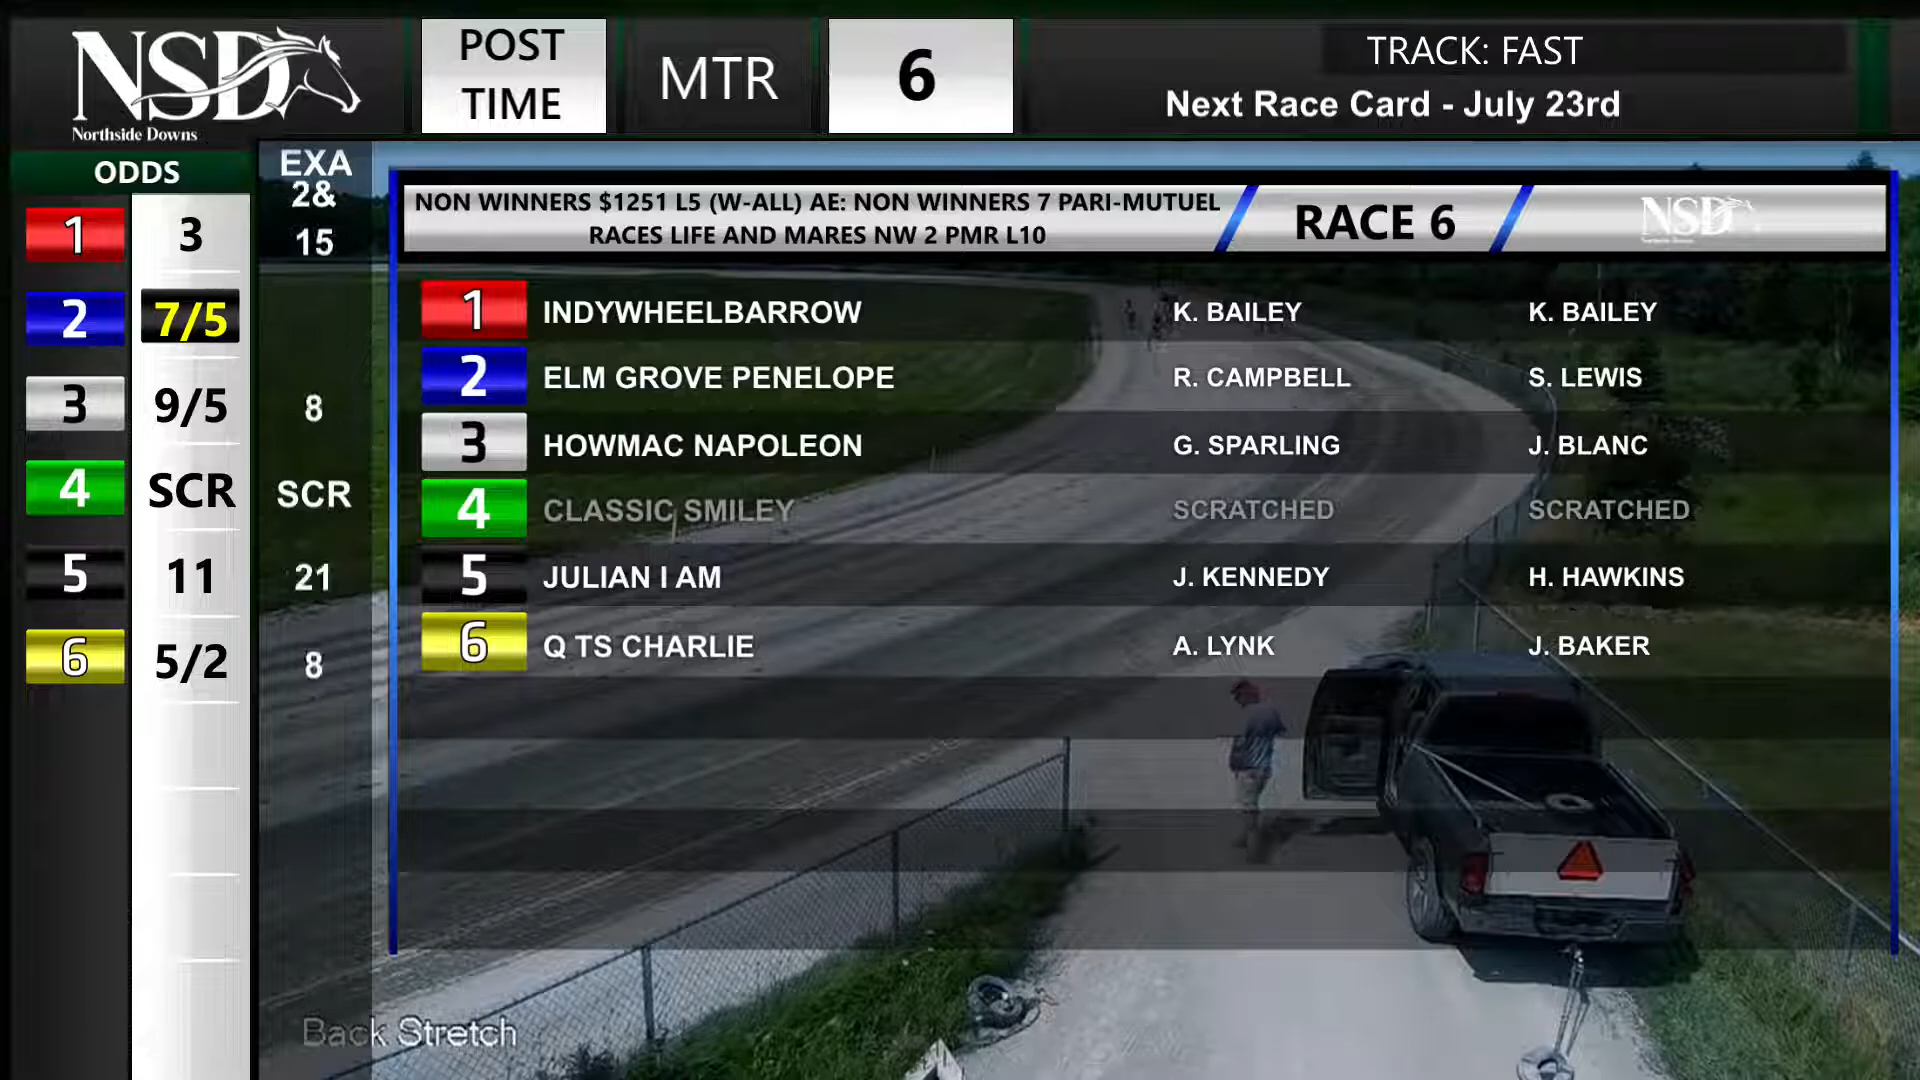 NSD
Northside Downs
POST
TIME
MTR
6
TRACK: FAST
Next Race Card - July 23rd
ODDS
EXA
2&
1 3 15
2 7/5
3 9/5 8
4 SCR SCR
5 11 21
6 5/2 8
NON WINNERS $1251 L5 (W-ALL) AE: NON WINNERS 7 PARI-MUTUEL
RACES LIFE AND MARES NW 2 PMR L10
RACE 6
NSD
1 INDYWHEELBARROW K. BAILEY K. BAILEY
2 ELM GROVE PENELOPE R. CAMPBELL S. LEWIS
3 HOWMAC NAPOLEON G. SPARLING J. BLANC
4 CLASSIC SMILEY SCRATCHED SCRATCHED
5 JULIAN I AM J. KENNEDY H. HAWKINS
6 Q TS CHARLIE A. LYNK J. BAKER
Back Stretch